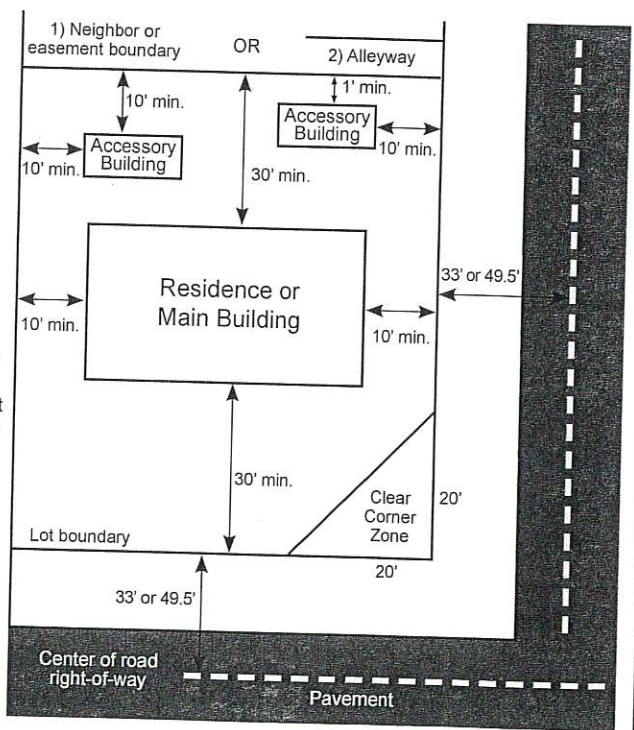 1) Neighbor or
easement boundary
OR
2) Alleyway
10' min.
1' min.
Accessory
Building
Accessory
Building
10' min.
10' min.
30' min.
33' or 49.5'
Residence or
Main Building
10' min.
10' min.
t
30' min.
Clear
Corner
Zone
20'
Lot boundary
20'
33' or 49.5'
Center of road
right-of-way
Pavement